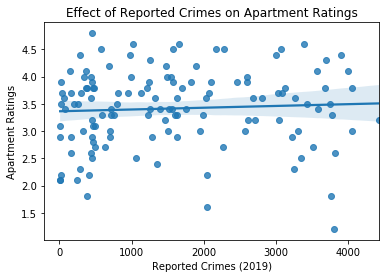 Effect of Reported Crimes on Apartment Ratings
4.5
4.0
3.5
3.0
2.5
2.0
1.5
Apartment Ratings
0 1000 2000 3000 4000
Reported Crimes (2019)